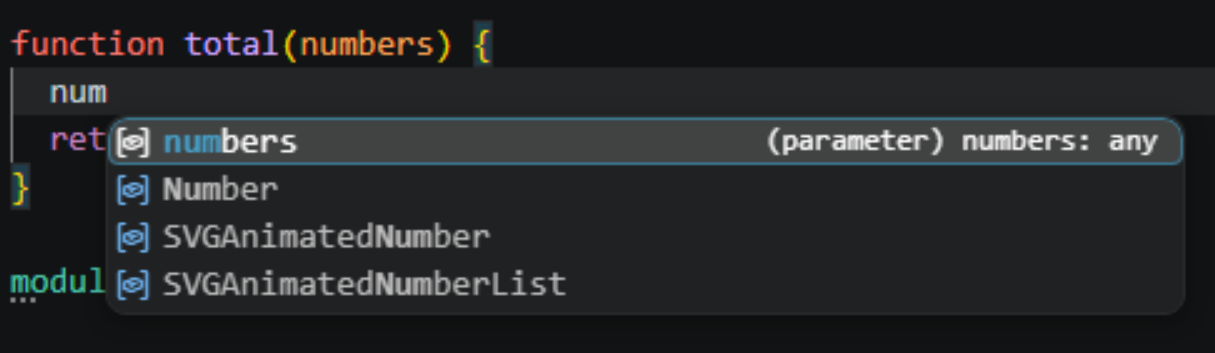 function total(numbers) {
num
ret
numbers (parameter) numbers: any
Number
}
SVGAnimatedNumber
SVGAnimatedNumberList
modul